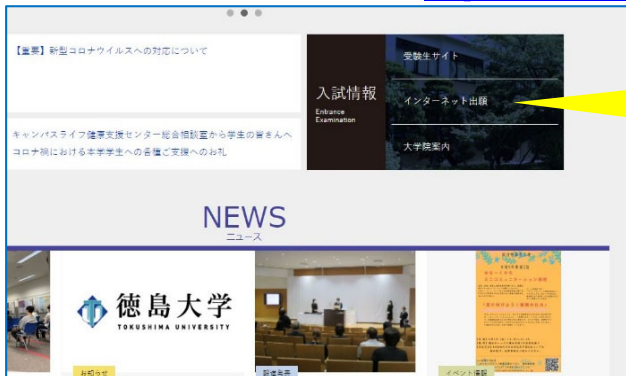 【重要】新型コロナウイルスへの対応について
キャンパスライフ健康支援センター総合相談室から学生の皆さんへ
コロナ禍における本学学生への各種ご支援へのお礼
入試情報
Entrance
Examination
受験生サイト
インターネット出願
大学院案内
NEWS
ニュース
徳島大学
TOKUSHIMA UNIVERSITY
お知らせ
報道発表
イベント情報